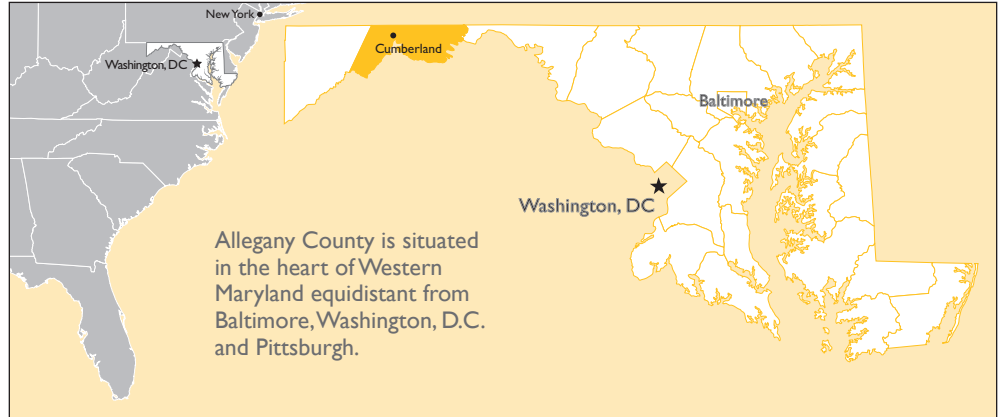 New York
Washington, DC
Cumberland
Baltimore
Washington, DC
Allegany County is situated
in the heart of Western
Maryland equidistant from
Baltimore, Washington, D.C.
and Pittsburgh.